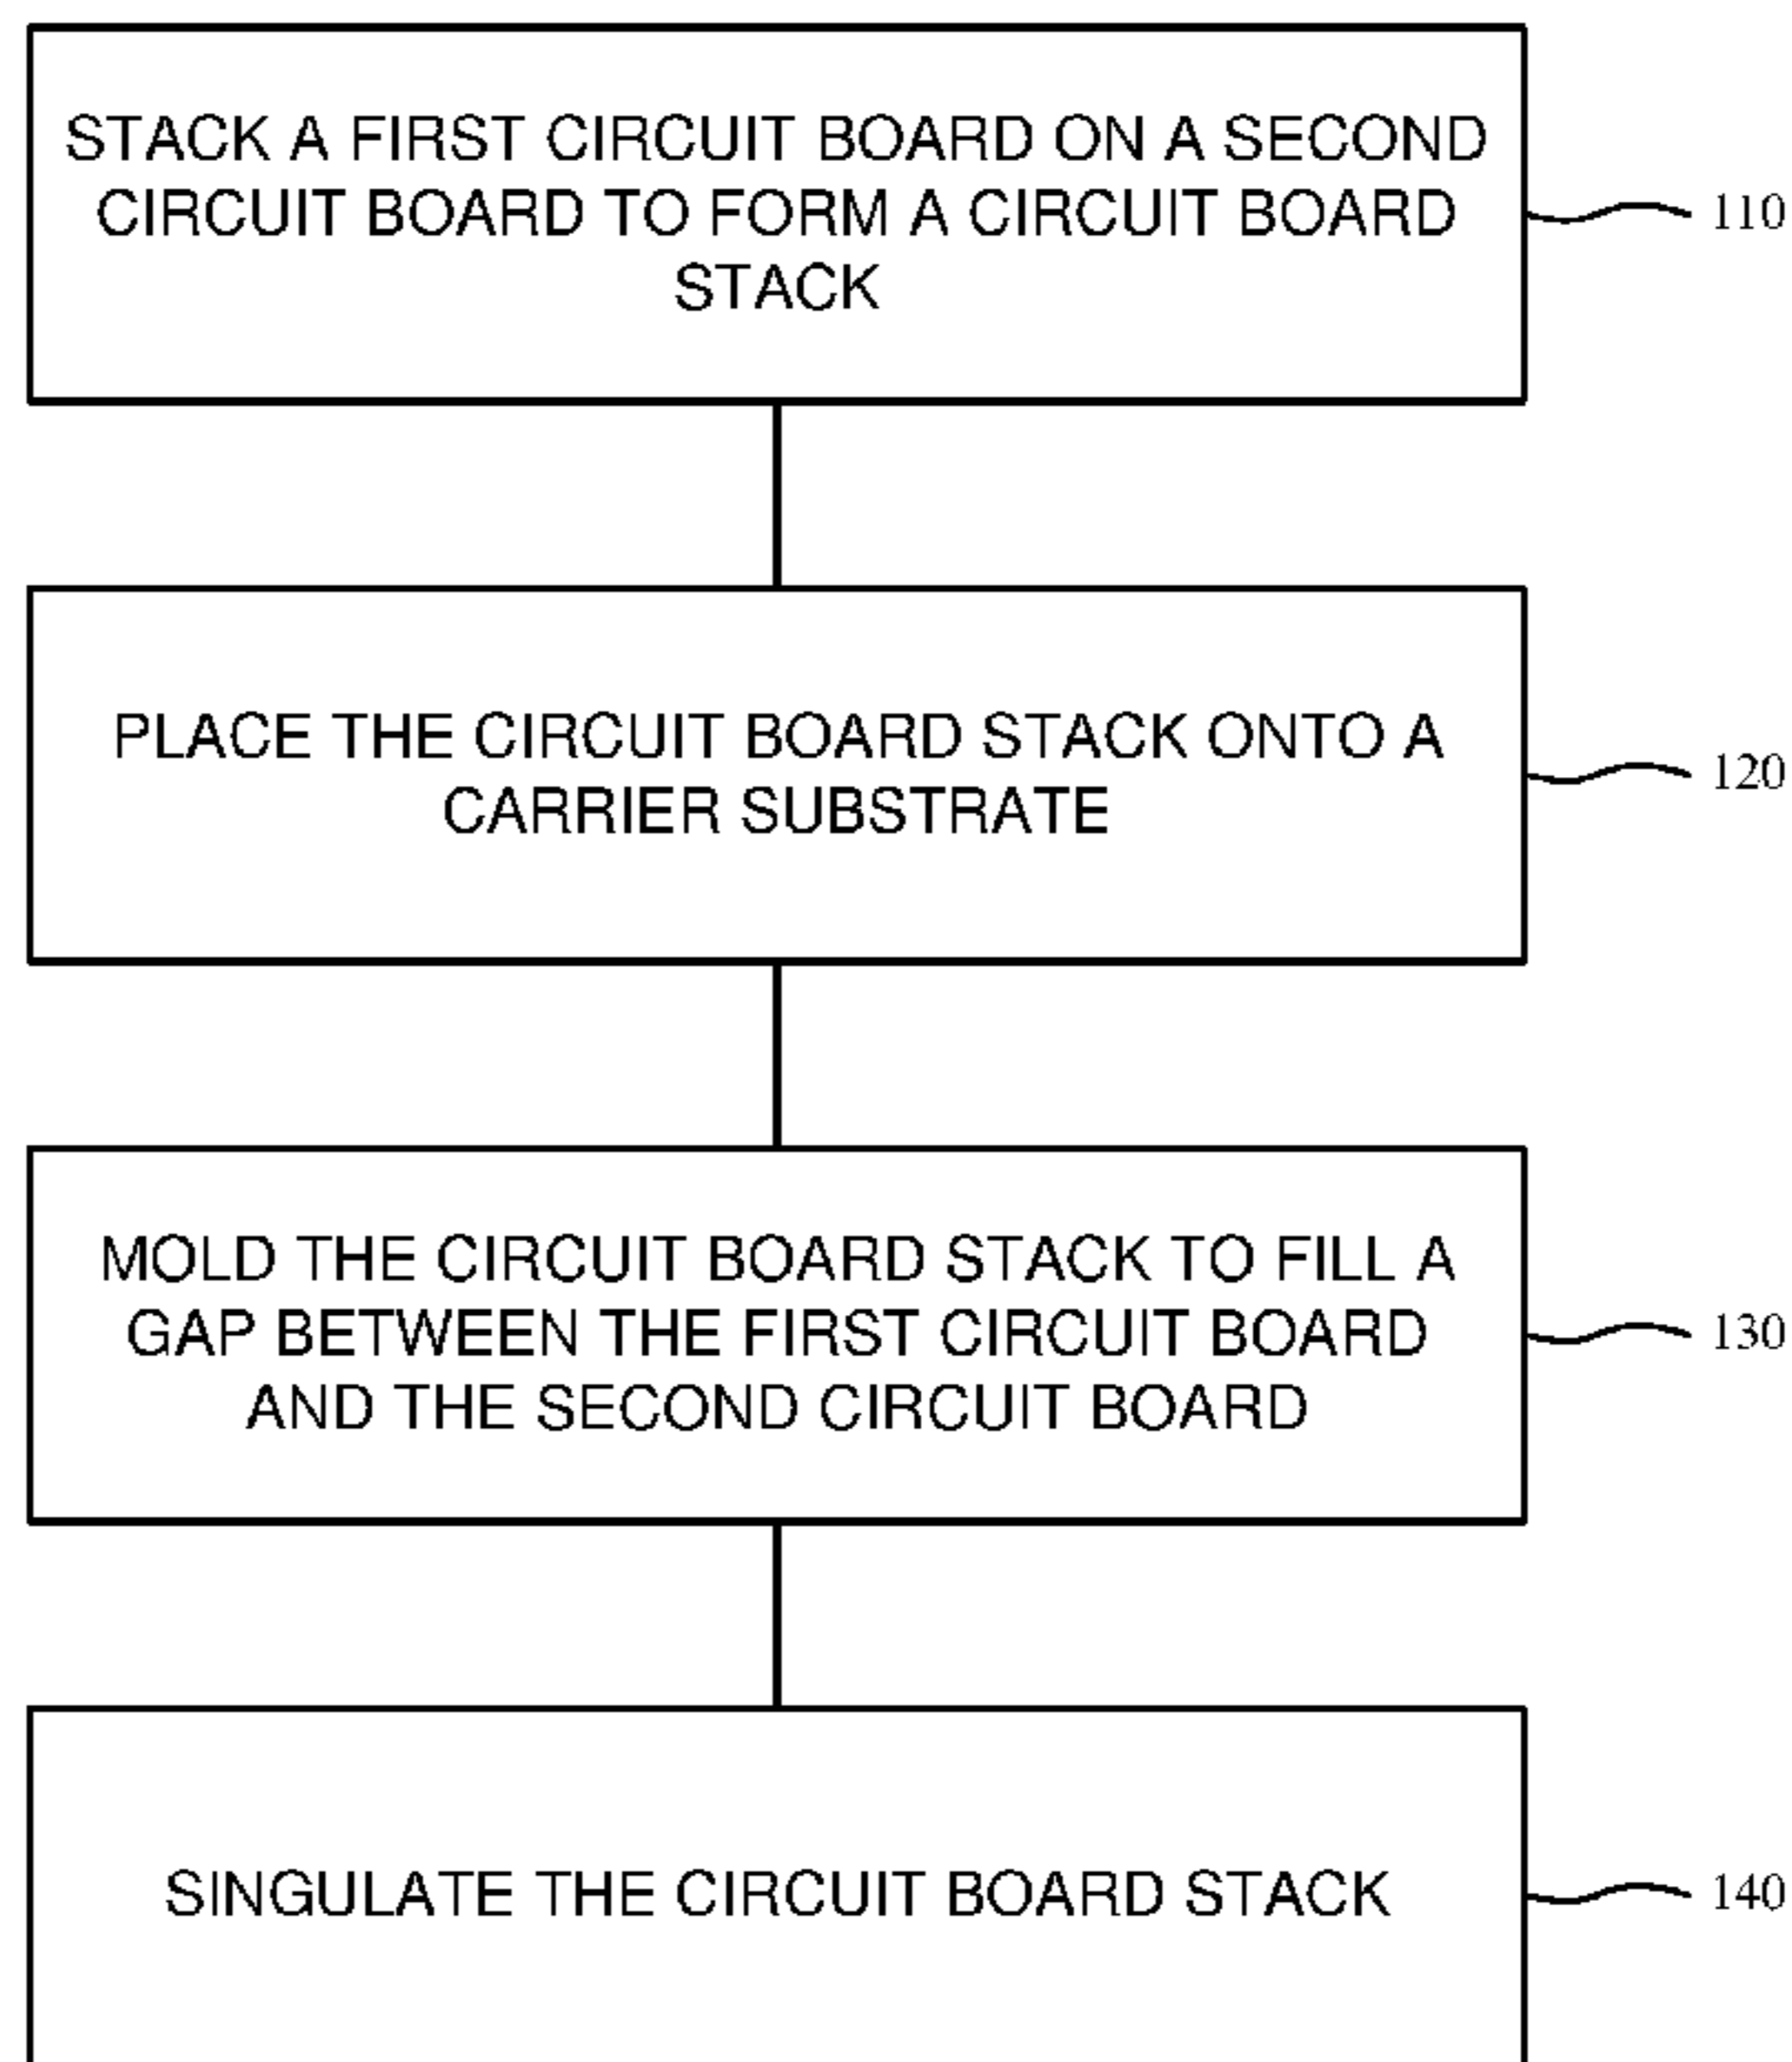 STACK A FIRST CIRCUIT BOARD ON A SECOND
CIRCUIT BOARD TO FORM A CIRCUIT BOARD
STACK
110
PLACE THE CIRCUIT BOARD STACK ONTO A
CARRIER SUBSTRATE
120
MOLD THE CIRCUIT BOARD STACK TO FILL A
GAP BETWEEN THE FIRST CIRCUIT BOARD
AND THE SECOND CIRCUIT BOARD
130
SINGULATE THE CIRCUIT BOARD STACK
140